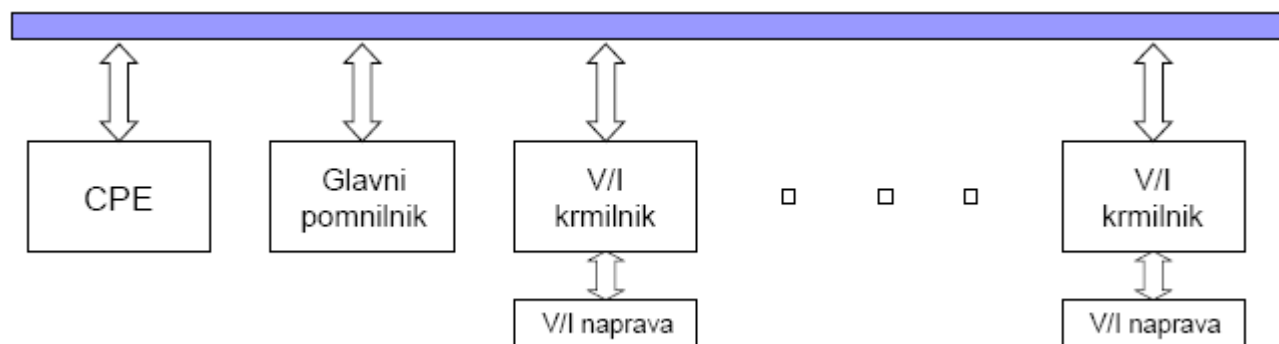 CPE
Glavni
pomnilnik
V/I
krmilnik
V/I
krmilnik
V/I naprava
V/I naprava